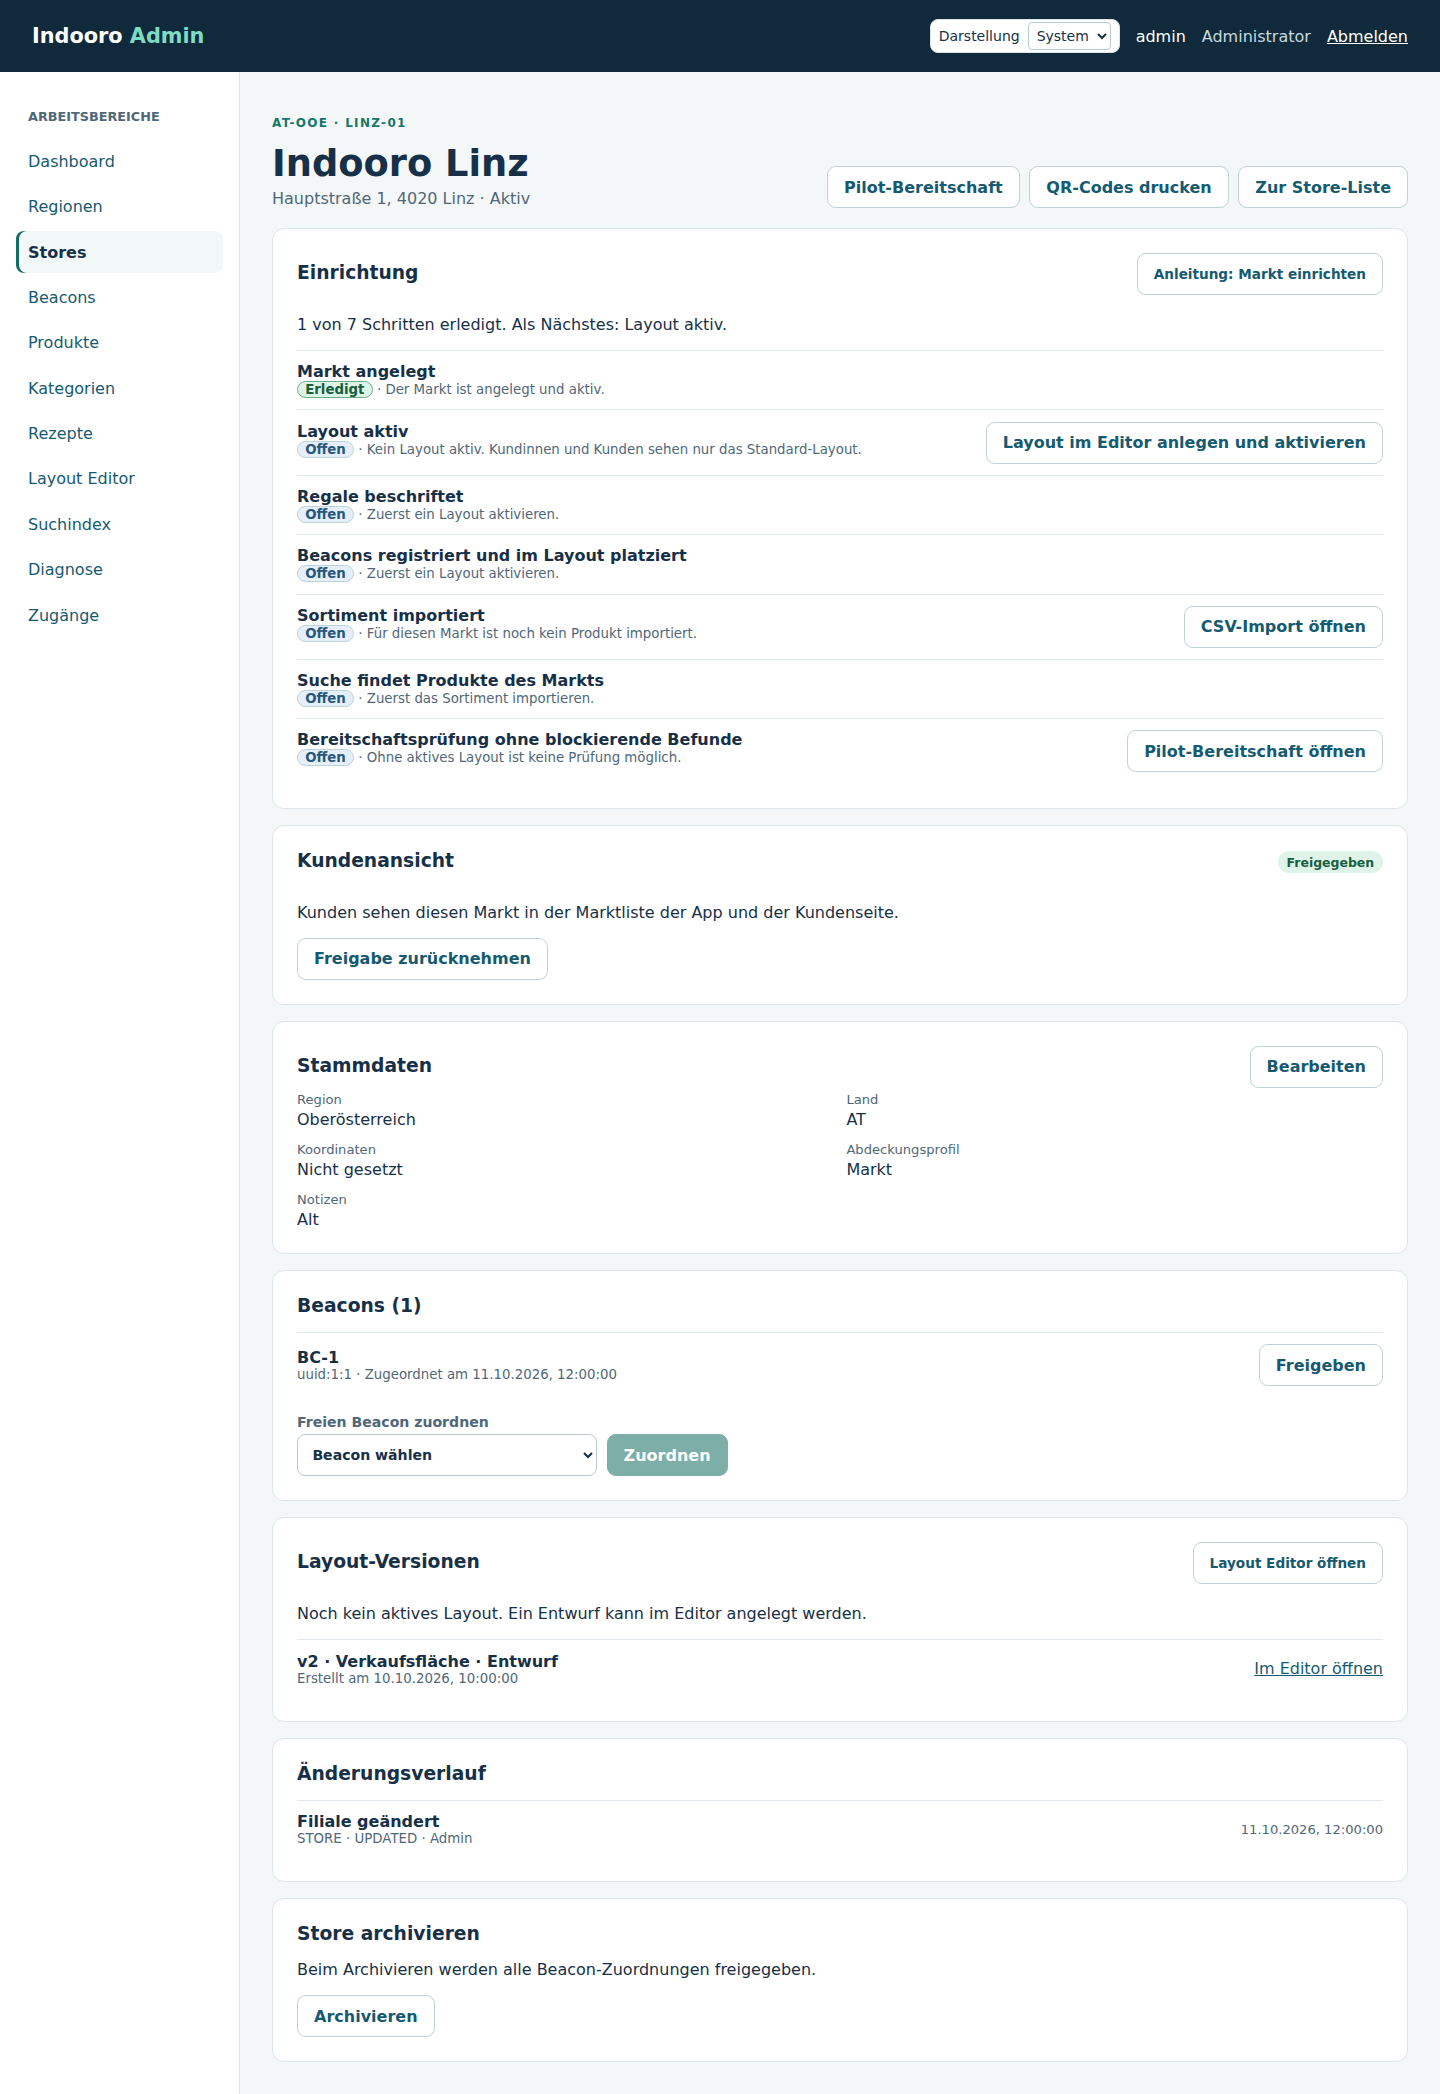 Indooro Admin
Darstellung System admin Administrator Abmelden
ARBEITSBEREICHE
Dashboard
Regionen
Stores
Beacons
Produkte
Kategorien
Rezepte
Layout Editor
Suchindex
Diagnose
Zugänge
AT-OOE · LINZ-01
Indooro Linz
Hauptstraße 1, 4020 Linz · Aktiv
Pilot-Bereitschaft QR-Codes drucken Zur Store-Liste
Einrichtung
Anleitung: Markt einrichten
1 von 7 Schritten erledigt. Als Nächstes: Layout aktiv.
Markt angelegt
Erledigt · Der Markt ist angelegt und aktiv.
Layout aktiv
Offen · Kein Layout aktiv. Kundinnen und Kunden sehen nur das Standard-Layout.
Layout im Editor anlegen und aktivieren
Regale beschriftet
Offen · Zuerst ein Layout aktivieren.
Beacons registriert und im Layout platziert
Offen · Zuerst ein Layout aktivieren.
Sortiment importiert
Offen · Für diesen Markt ist noch kein Produkt importiert.
CSV-Import öffnen
Suche findet Produkte des Markts
Offen · Zuerst das Sortiment importieren.
Bereitschaftsprüfung ohne blockierende Befunde
Offen · Ohne aktives Layout ist keine Prüfung möglich.
Pilot-Bereitschaft öffnen
Kundenansicht
Freigegeben
Kunden sehen diesen Markt in der Marktliste der App und der Kundenseite.
Freigabe zurücknehmen
Stammdaten
Bearbeiten
Region
Oberösterreich
Land
AT
Koordinaten
Nicht gesetzt
Abdeckungsprofil
Markt
Notizen
Alt
Beacons (1)
BC-1
uuid:1:1 · Zugeordnet am 11.10.2026, 12:00:00
Freigeben
Freien Beacon zuordnen
Beacon wählen Zuordnen
Layout-Versionen
Layout Editor öffnen
Noch kein aktives Layout. Ein Entwurf kann im Editor angelegt werden.
v2 · Verkaufsfläche · Entwurf
Erstellt am 10.10.2026, 10:00:00
Im Editor öffnen
Änderungsverlauf
Filiale geändert
STORE · UPDATED · Admin
11.10.2026, 12:00:00
Store archivieren
Beim Archivieren werden alle Beacon-Zuordnungen freigegeben.
Archivieren